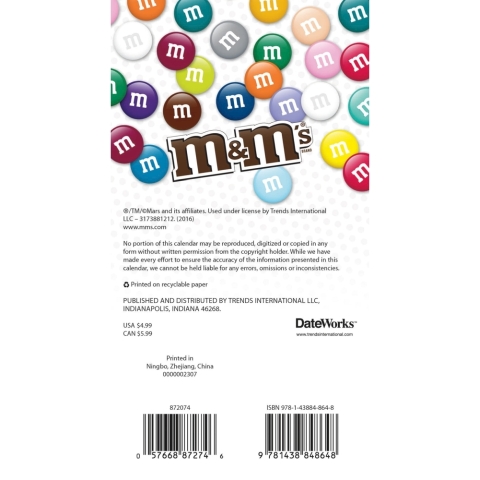 m&m's®
®/TM/©Mars and its affiliates. Used under license by Trends International
LLC – 3173881212. (2016)
www.mms.com
No portion of this calendar may be reproduced, digitized or copied in any
form without written permission from the copyright holder. While we have
made every effort to ensure the accuracy of the information presented in this
calendar, we cannot be held liable for any errors, omissions or inconsistencies.
Printed on recyclable paper
PUBLISHED AND DISTRIBUTED BY TRENDS INTERNATIONAL LLC,
INDIANAPOLIS, INDIANA 46268.
USA $4.99
CAN $5.99
DateWorks™
www.trendsinternational.com
Printed in
Ningbo, Zhejiang, China
0000002307
872074
0 57668 87274 6
ISBN 978-1-43884-864-8
9 781438 848648